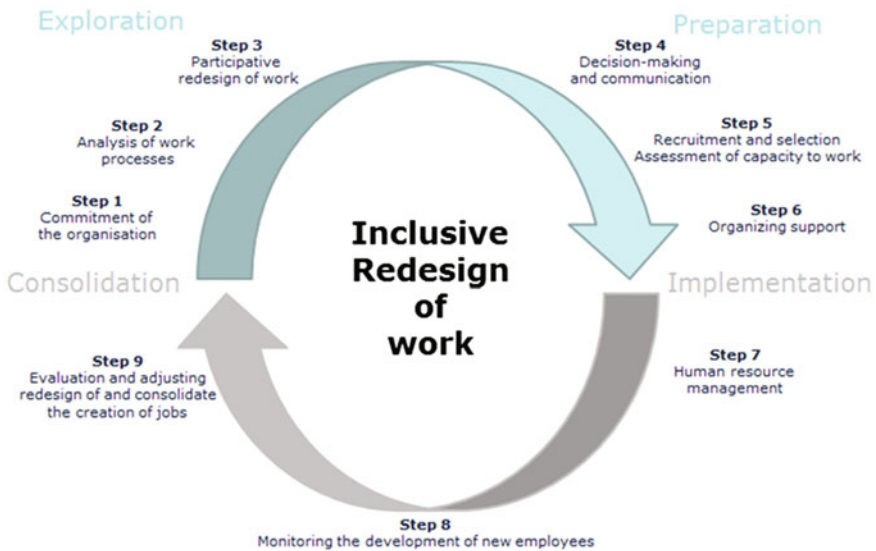 Exploration
Preparation
Step 3
Participative
redesign of work
Step 4
Decision-making
and communication
Step 2
Analysis of work
processes
Step 5
Recruitment and selection
Assessment of capacity to work
Step 1
Commitment of
the organisation
Step 6
Organizing support
Inclusive
Redesign
of
work
Consolidation
Implementation
Step 9
Evaluation and adjusting
redesign of and consolidate
the creation of jobs
Step 7
Human resource
management
Step 8
Monitoring the development of new employees